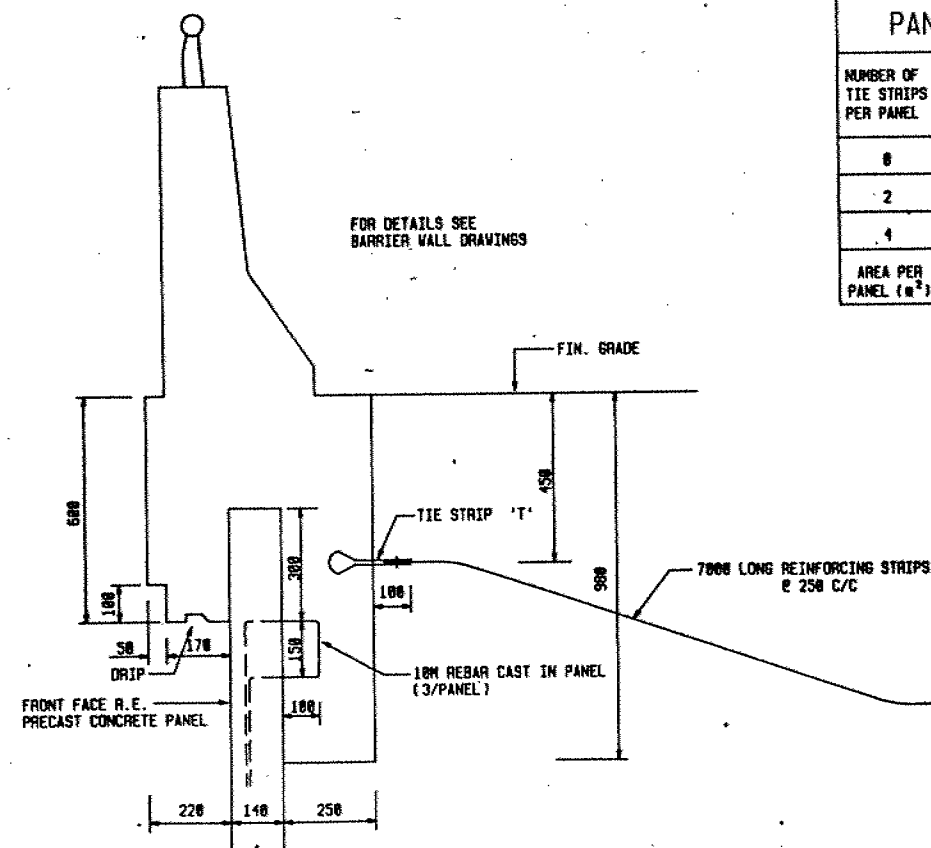 PAN
NUMBER OF
TIE STRIPS
PER PANEL
0
2
4
AREA PER
PANEL (m²)
FOR DETAILS SEE
BARRIER WALL DRAWINGS
FIN. GRADE
450
600
TIE STRIP 'T'
300
980
7000 LONG REINFORCING STRIPS
@ 250 C/C
100
100
50
170
150
DRIP
10M REBAR CAST IN PANEL
(3/PANEL)
FRONT FACE R.E.
PRECAST CONCRETE PANEL
100
220
140
250